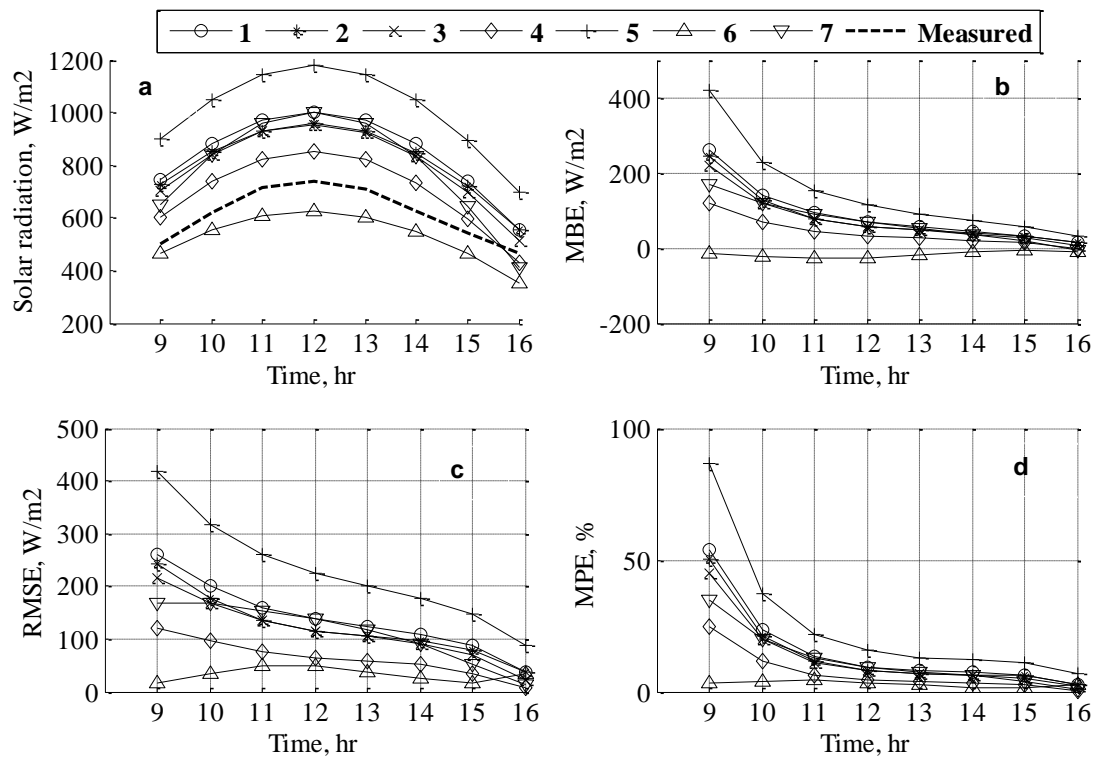 1 2 3 4 5 6 7 Measured
a
Solar radiation, W/m2
1200
1000
800
600
400
200
9 10 11 12 13 14 15 16
Time, hr
b
MBE, W/m2
400
200
0
-200
9 10 11 12 13 14 15 16
Time, hr
c
RMSE, W/m2
500
400
300
200
100
0
9 10 11 12 13 14 15 16
Time, hr
d
MPE, %
100
50
0
9 10 11 12 13 14 15 16
Time, hr